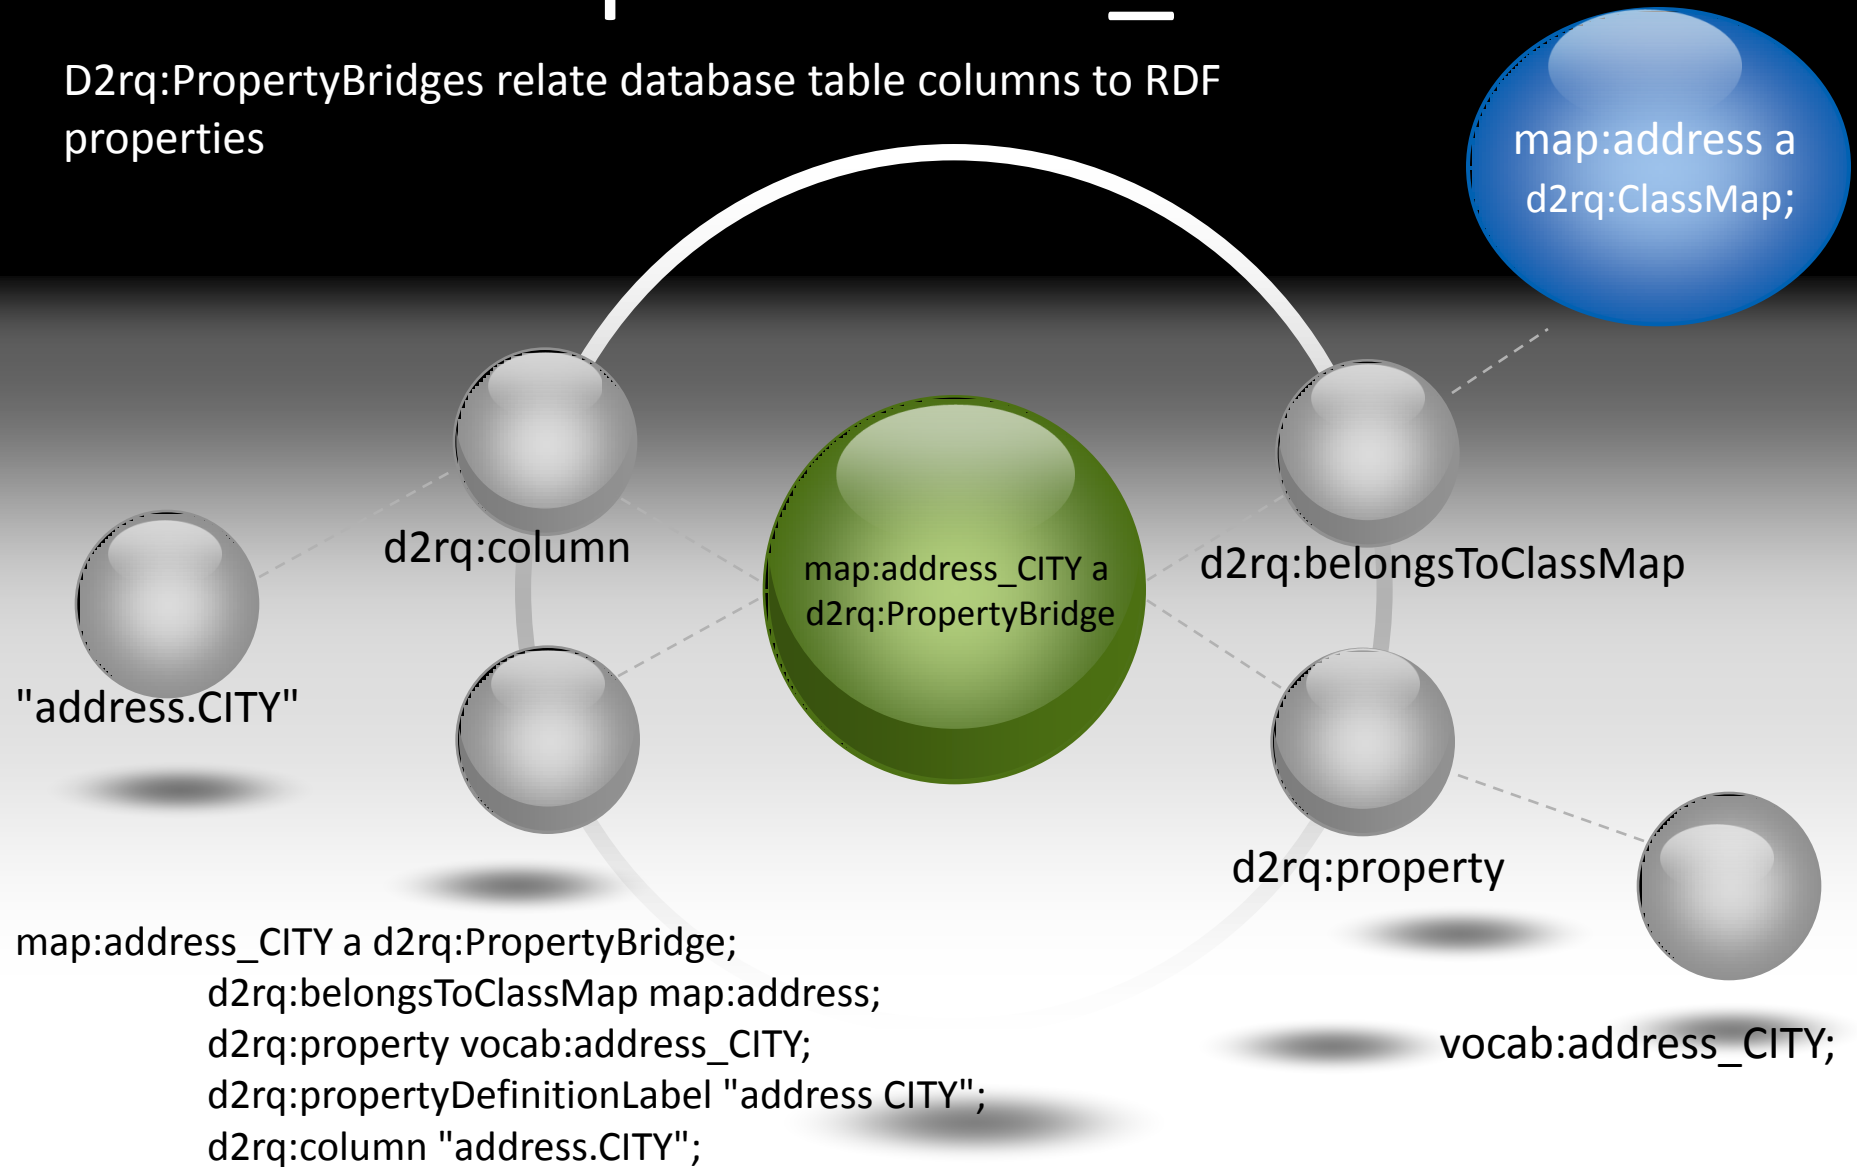 D2rq:PropertyBridges relate database table columns to RDF
properties
map:address a
d2rq:ClassMap;
d2rq:column
map:address_CITY a
d2rq:PropertyBridge
d2rq:belongsToClassMap
"address.CITY"
d2rq:property
map:address_CITY a d2rq:PropertyBridge;
d2rq:belongsToClassMap map:address;
d2rq:property vocab:address_CITY;
d2rq:propertyDefinitionLabel "address CITY";
d2rq:column "address.CITY";
vocab:address_CITY;